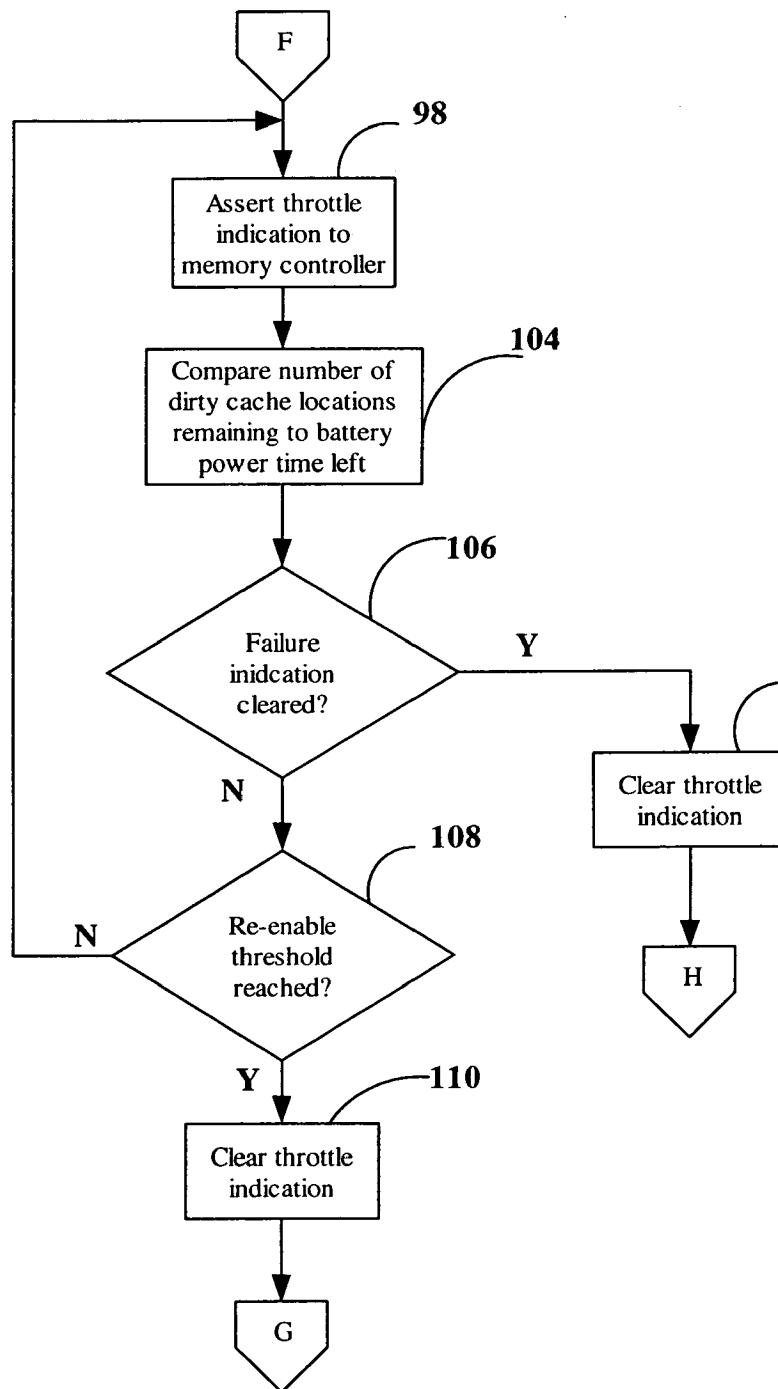 F
98
Assert throttle
indication to
memory controller
104
Compare number of
dirty cache locations
remaining to battery
power time left
106
Failure
inidcation
cleared?
Y
N
Clear throttle
indication
108
Re-enable
threshold
reached?
N
H
Y
110
Clear throttle
indication
G